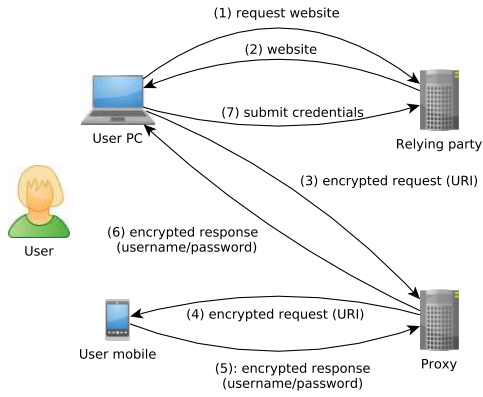 (1) request website
(2) website
User PC
(7) submit credentials
Relying party
(3) encrypted request (URI)
User
(6) encrypted response
(username/password)
(4) encrypted request (URI)
User mobile
Proxy
(5): encrypted response
(username/password)